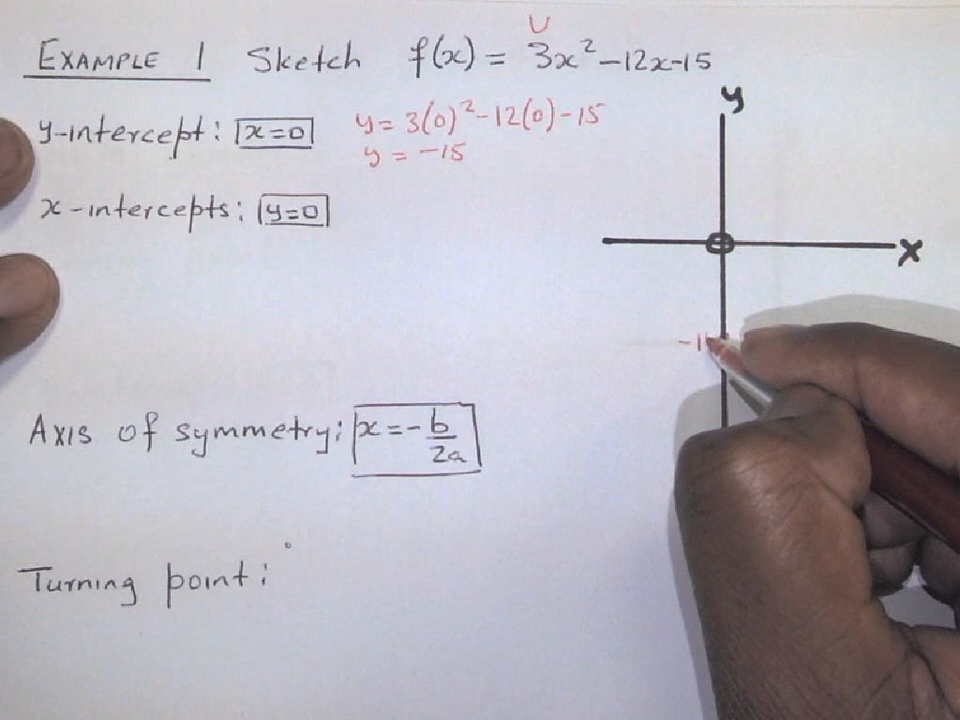 EXAMPLE 1 Sketch f(x) = 3x² -12x-15
y-intercept: x=0 y = 3(0)² -12(0) -15
y = -15
x-intercepts: y=0
Axis of symmetry: x = - b/2a
Turning point:
y
x